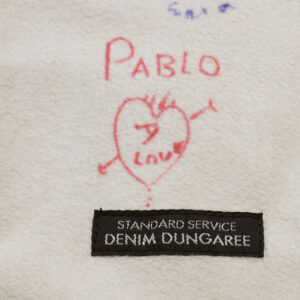 PABLO
A
LOVE
STANDARD SERVICE
DENIM DUNGAREE